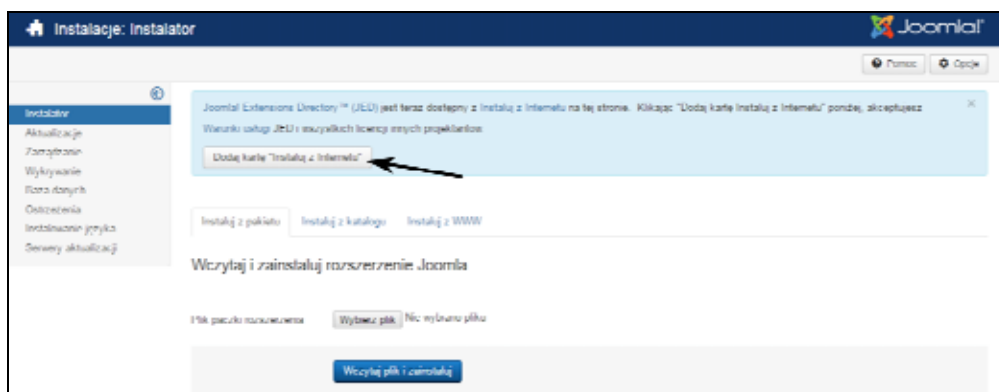 Instalacje: Instalator
Joomla!
Pomoc
Opcje
Instalator
Aktualizacje
Zarządzanie
Wykrywanie
Baza danych
Ostrzeżenia
Instalowanie języka
Serwery aktualizacji
Joomla! Extensions Directory™ (JED) jest teraz dostępny z Instaluj z Internetu na tej stronie. Klikając "Dodaj kartę Instaluj z Internetu" poniżej, akceptujesz
Warunki usługi JED i wszystkich licencji innych projektantów.
Dodaj kartę "Instaluj z Internetu"
Instaluj z pakietu
Instaluj z katalogu
Instaluj z WWW
Wczytaj i zainstaluj rozszerzenie Joomla
Plik paczki rozszerzenia
Wybierz plik
Nie wybrano pliku
Wczytaj plik i zainstaluj